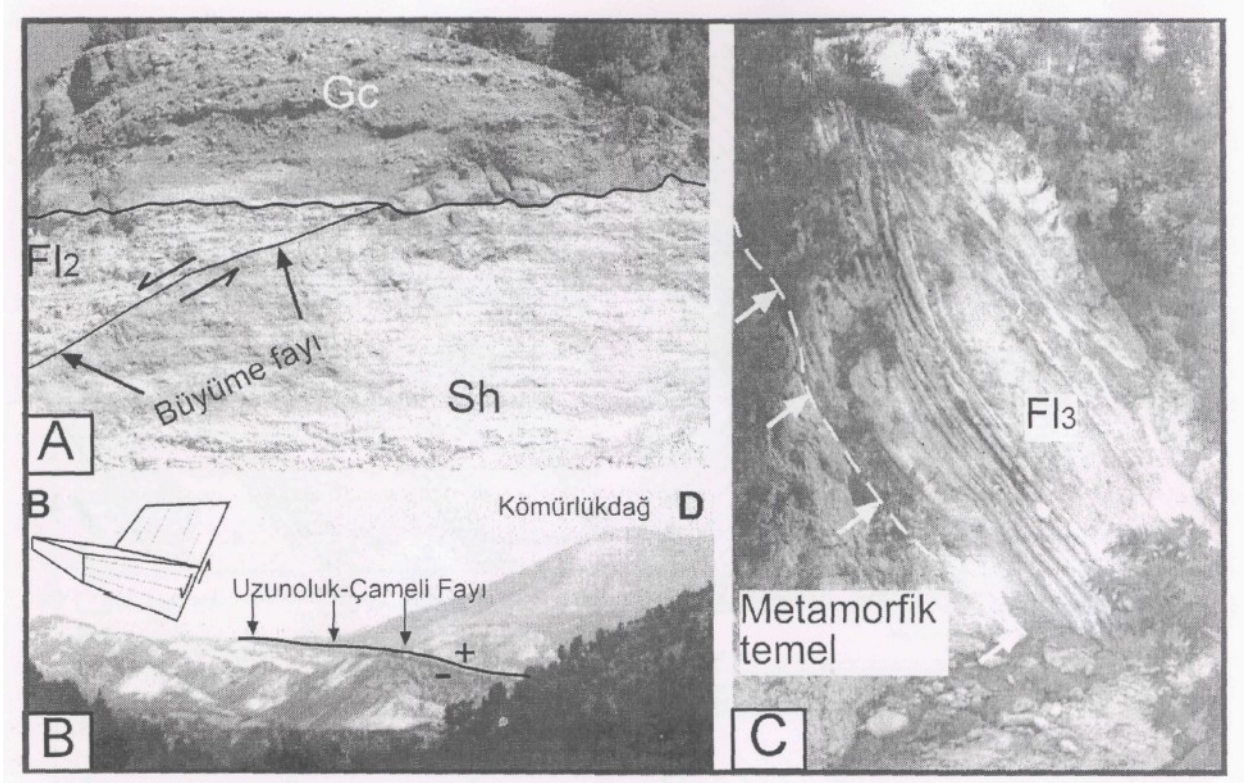 Gc
Fl2
Büyüme fayı
Sh
A
B
Kömürlükdağ D
Uzunoluk-Çameli Fayı
+
-
B
Fl3
Metamorfik
temel
C